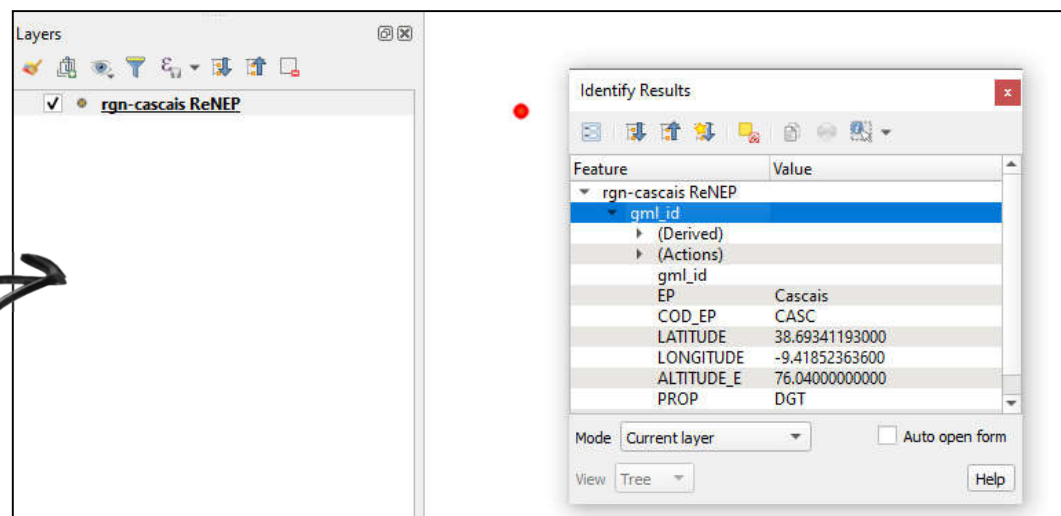 Layers
rgn-cascais ReNEP
Identify Results
Feature Value
rgn-cascais ReNEP
gml_id
(Derived)
(Actions)
gml_id
EP Cascais
COD_EP CASC
LATITUDE 38.69341193000
LONGITUDE -9.41852363600
ALTITUDE_E 76.04000000000
PROP DGT
Mode Current layer Auto open form
View Tree Help